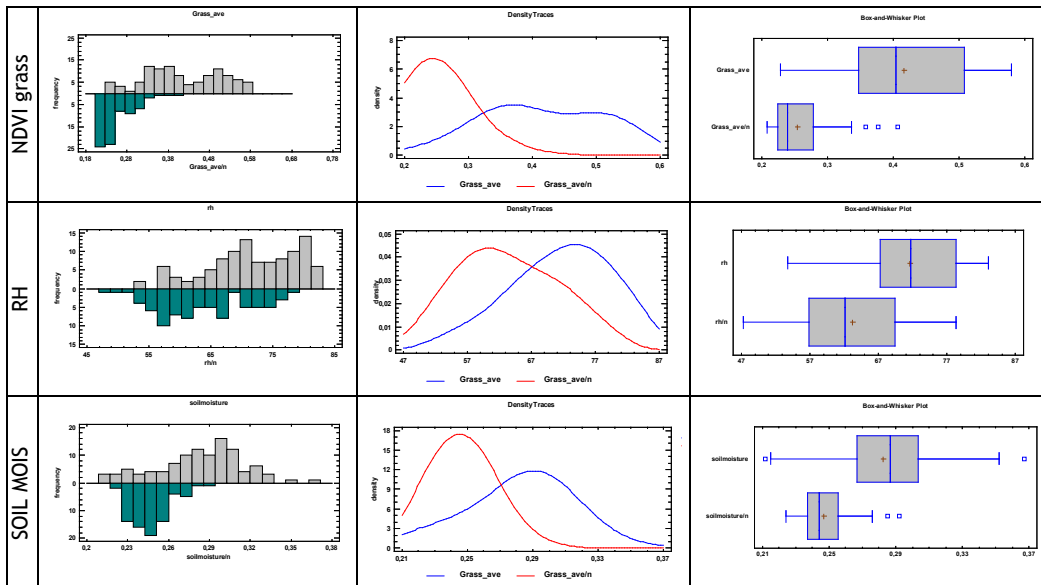 NDVI grass
Grass_ave
25
15
5
5
15
25
frequency
0,18 0,28 0,38 0,48 0,58 0,68 0,78
Grass_ave/n
Density Traces
8
6
4
2
0
density
0,2 0,3 0,4 0,5 0,6
Grass_ave Grass_ave/n
Box-and-Whisker Plot
Grass_ave
Grass_ave/n
0,2 0,3 0,4 0,5 0,6
RH
rh
15
10
5
0
5
10
15
frequency
45 55 65 75 85
rh/n
Density Traces
0,05
0,04
0,03
0,02
0,01
0
density
47 57 67 77 87
Grass_ave Grass_ave/n
Box-and-Whisker Plot
rh
rh/n
47 57 67 77 87
SOIL MOIS
soilmoisture
20
10
0
10
20
frequency
0,2 0,23 0,26 0,29 0,32 0,35 0,38
soilmoisture/n
Density Traces
18
15
12
9
6
3
0
density
0,21 0,25 0,29 0,33 0,37
Grass_ave Grass_ave/n
Box-and-Whisker Plot
soilmoisture
soilmoisture/n
0,21 0,25 0,29 0,33 0,37